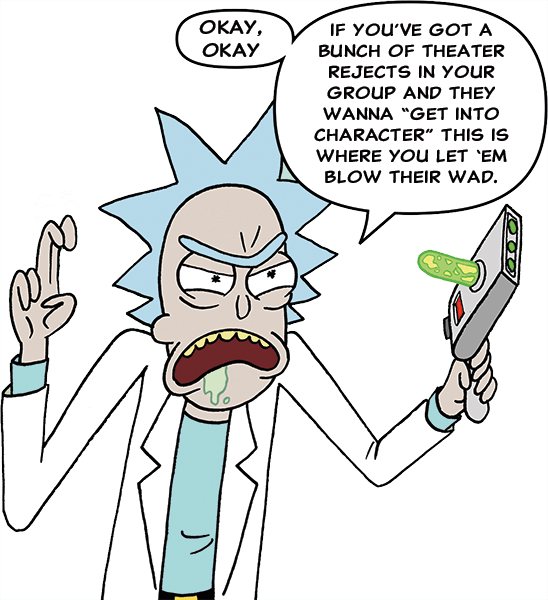 OKAY,
OKAY
IF YOU'VE GOT A
BUNCH OF THEATER
REJECTS IN YOUR
GROUP AND THEY
WANNA “GET INTO
CHARACTER” THIS IS
WHERE YOU LET ‘EM
BLOW THEIR WAD.